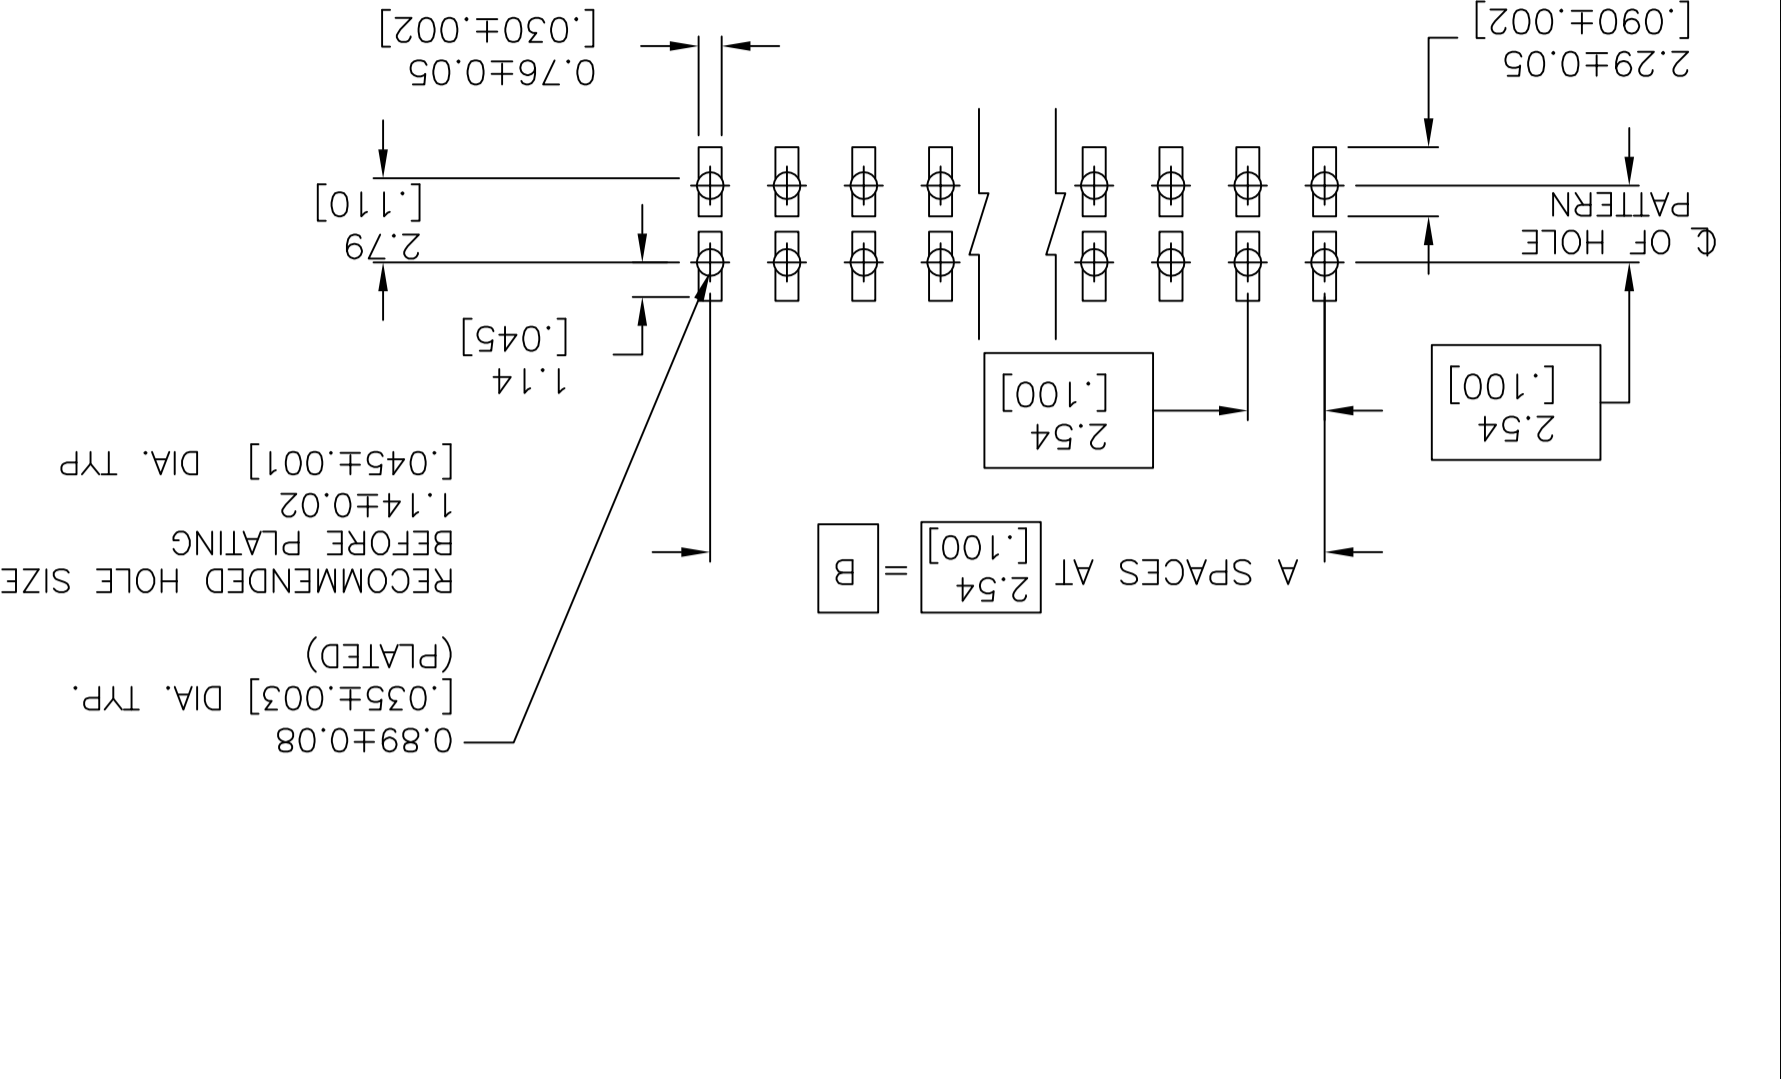 0.89±0.08
[.035±.003] DIA. TYP.
(PLATED)
RECOMMENDED HOLE SIZE
BEFORE PLATING
1.14±0.02
[.045±.001] DIA. TYP
A SPACES AT
2.54
[.100]
=
B
2.54
[.100]
2.54
[.100]
1.14
[.045]
℄ OF HOLE
PATTERN
2.79
[.110]
2.29±0.05
[.090±.002]
0.76±0.05
[.030±.002]